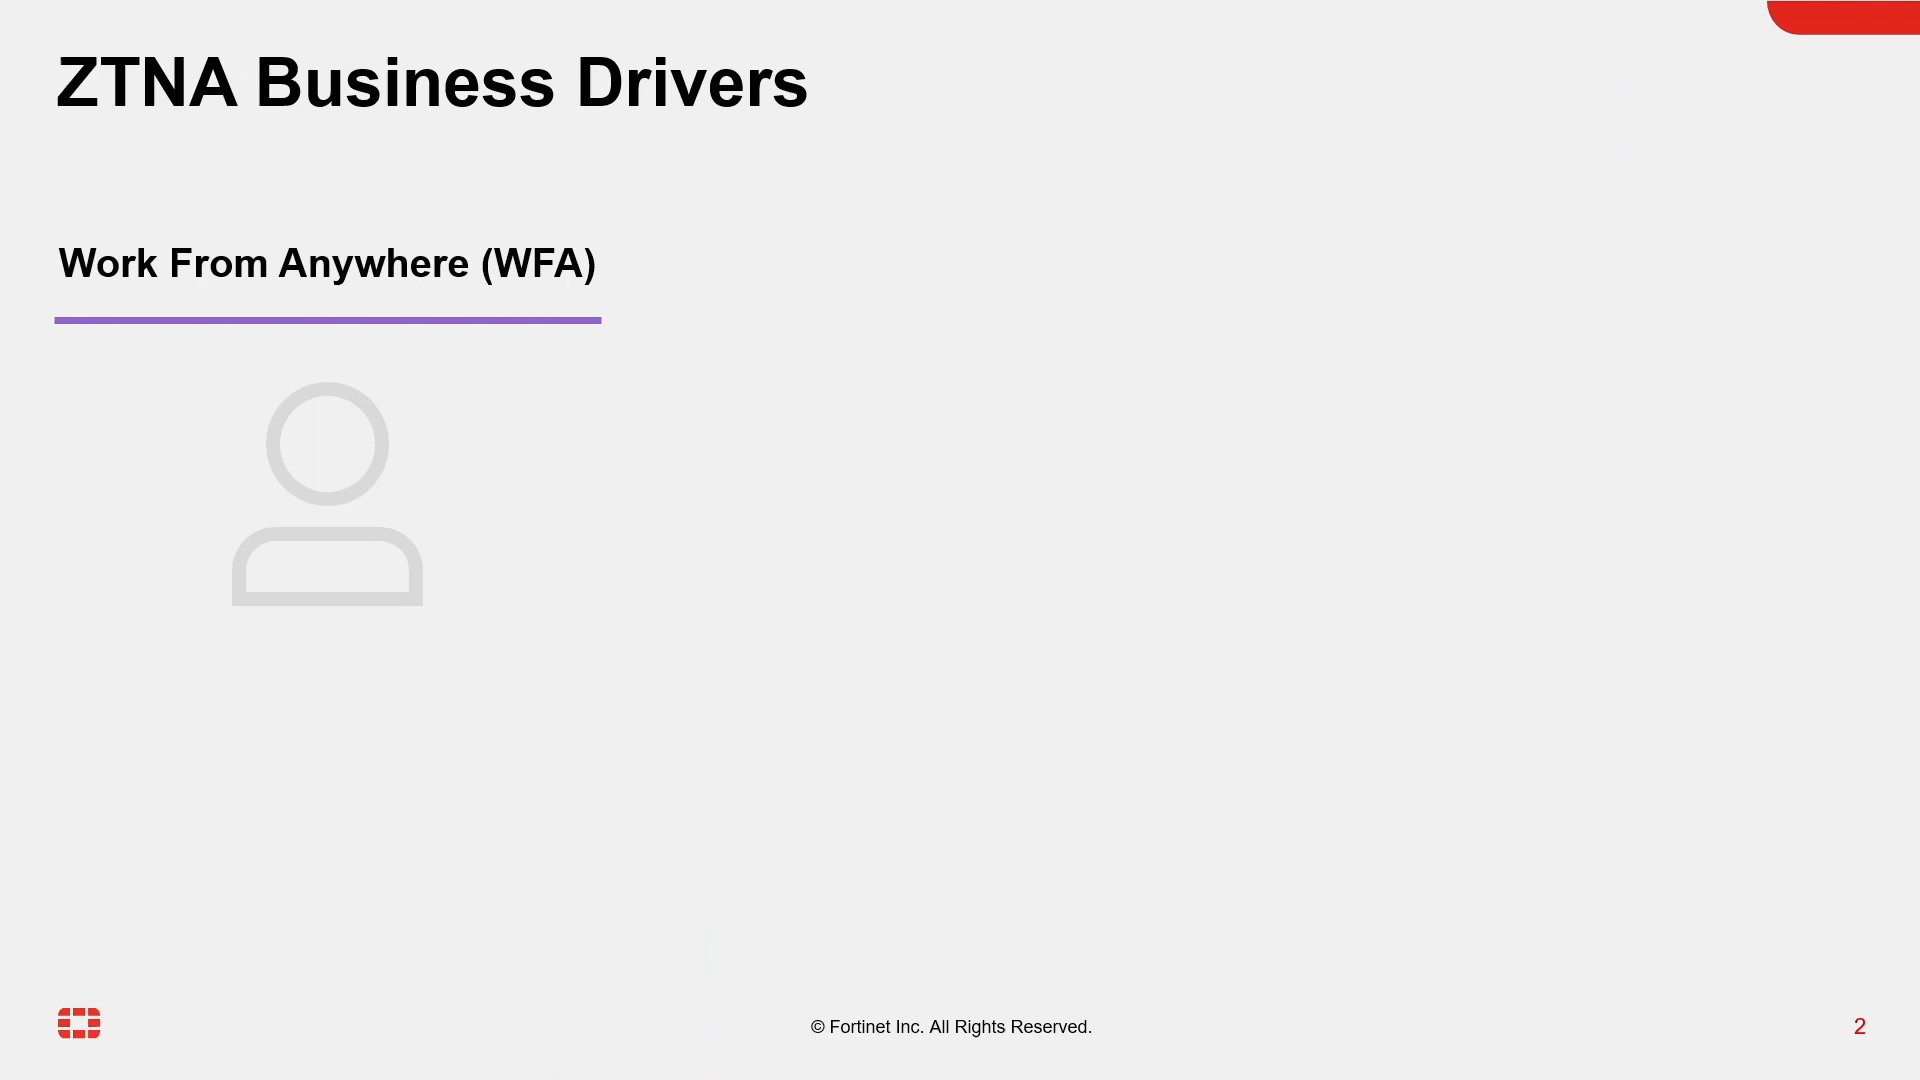 ZTNA Business Drivers
Work From Anywhere (WFA)
© Fortinet Inc. All Rights Reserved.
2